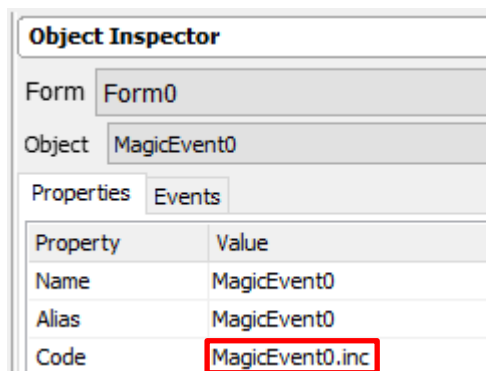 Object Inspector
Form Form0
Object MagicEvent0
Properties Events
Property Value
Name MagicEvent0
Alias MagicEvent0
Code MagicEvent0.inc